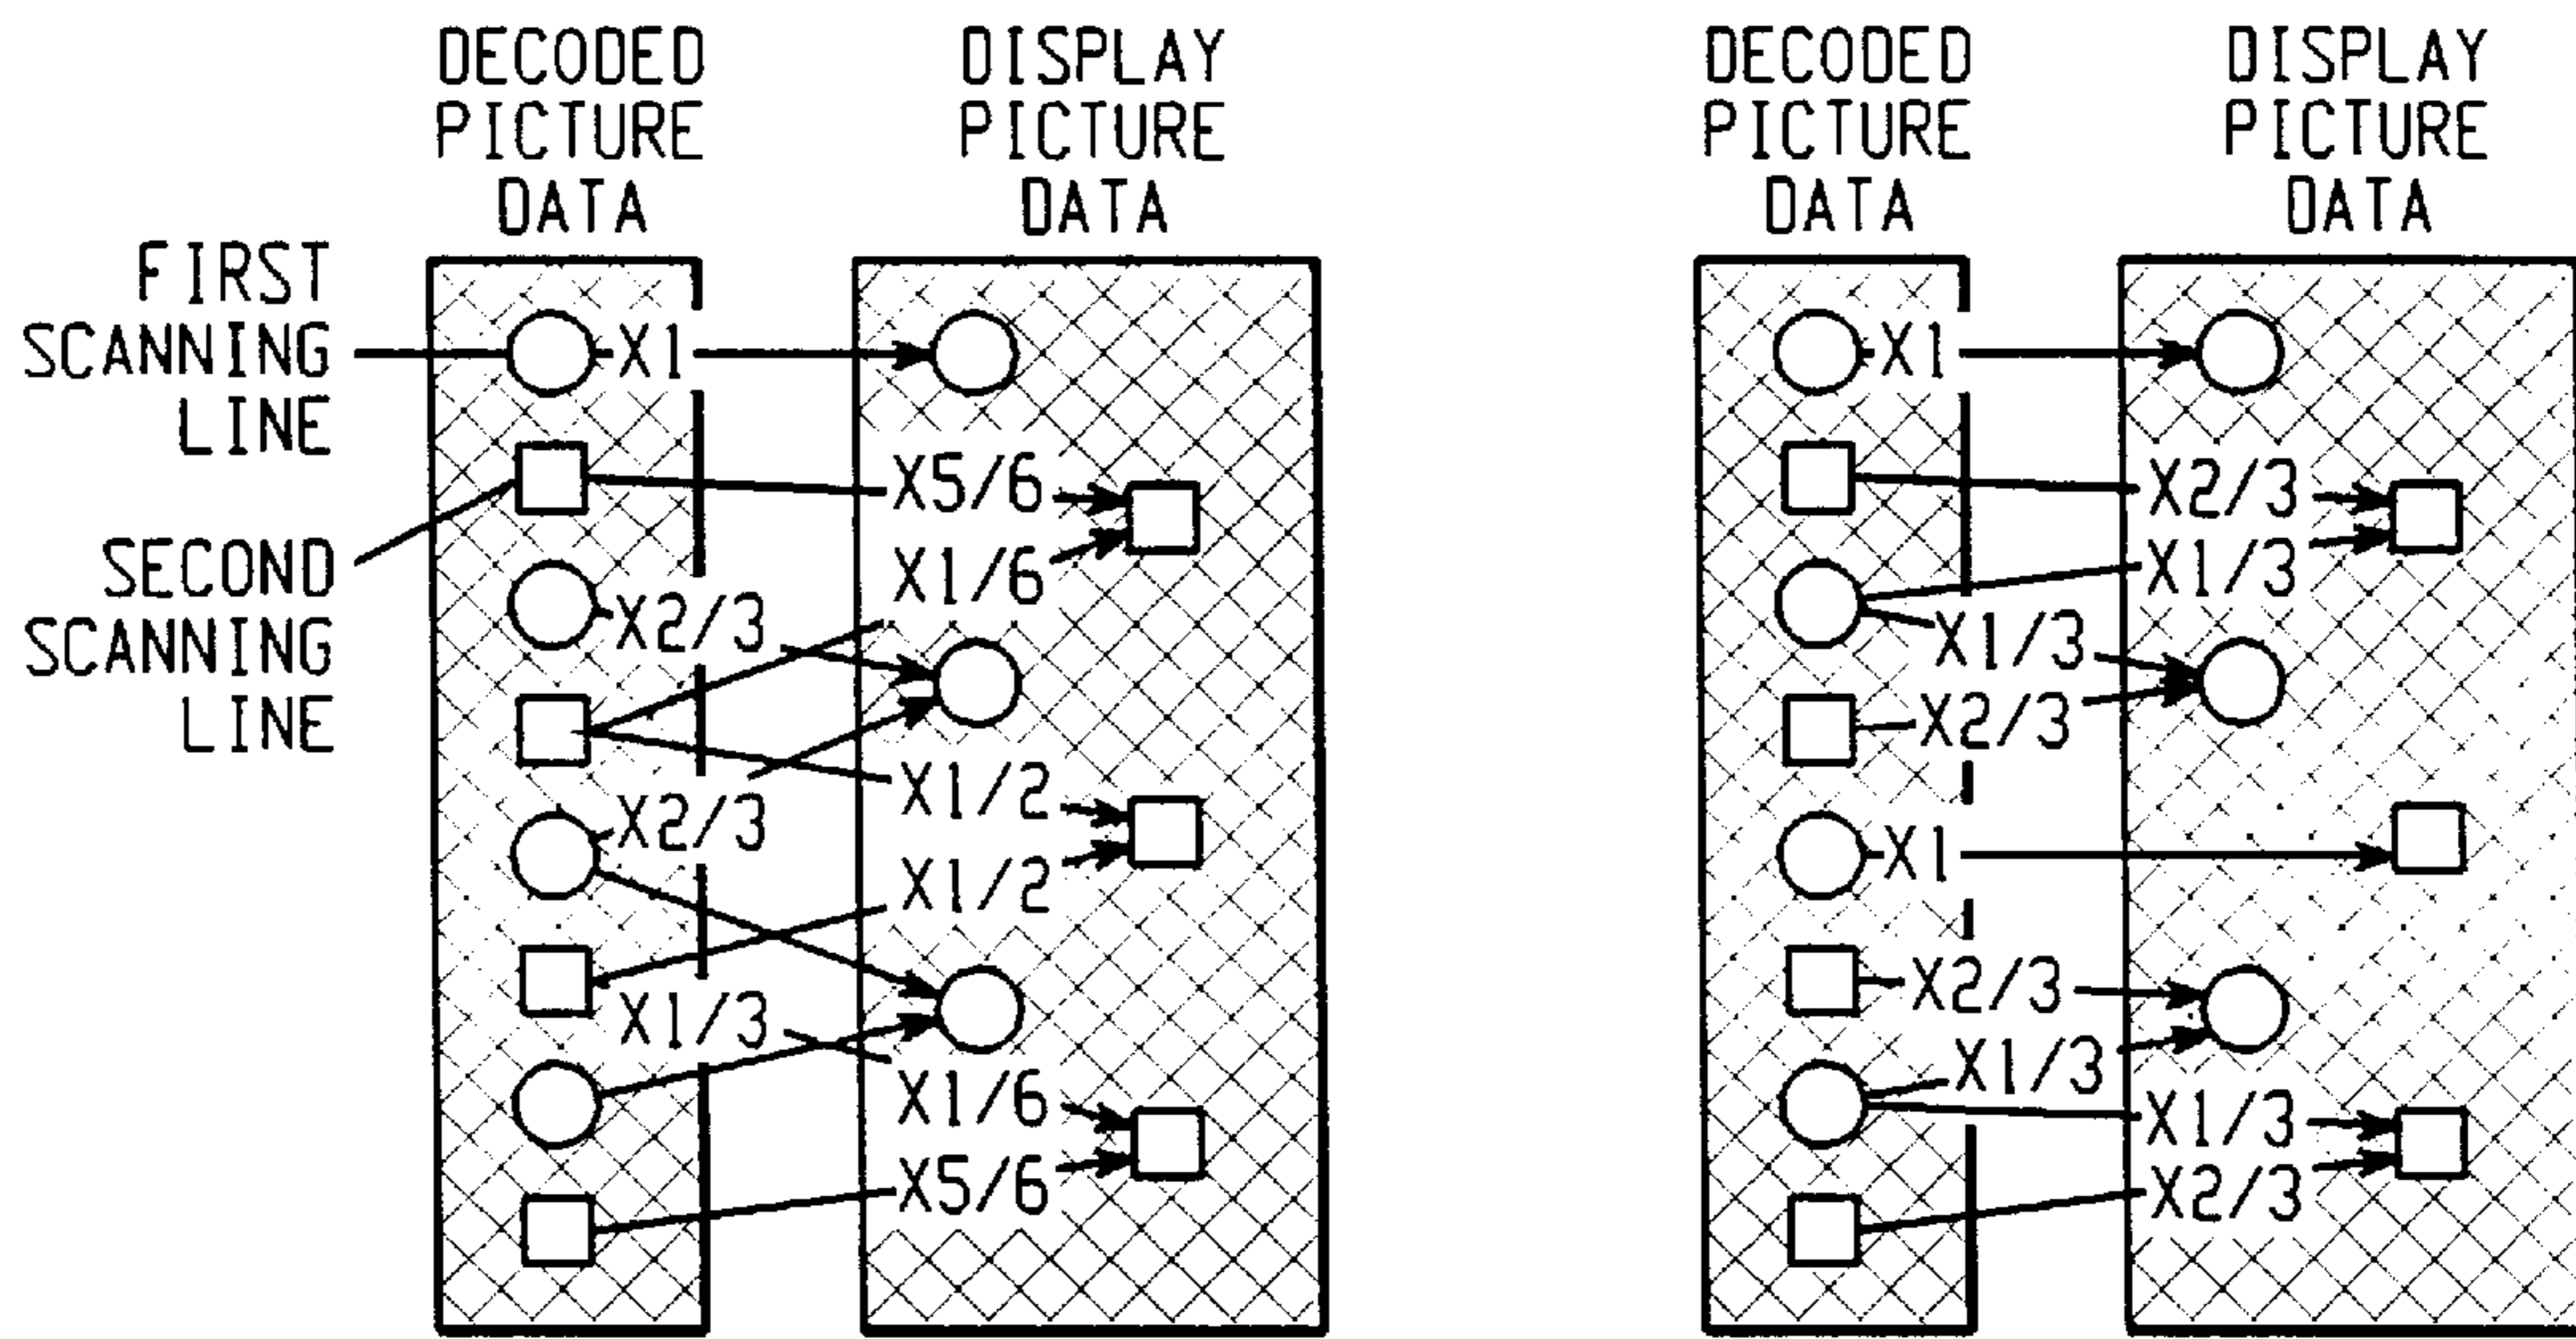 DECODED
PICTURE
DATA
DISPLAY
PICTURE
DATA
FIRST
SCANNING
LINE
SECOND
SCANNING
LINE
X1
X5/6
X1/6
X2/3
X1/2
X2/3
X1/2
X1/3
X1/6
X5/6
DECODED
PICTURE
DATA
DISPLAY
PICTURE
DATA
X1
X2/3
X1/3
X1/3
X2/3
X1
X2/3
X1/3
X1/3
X2/3